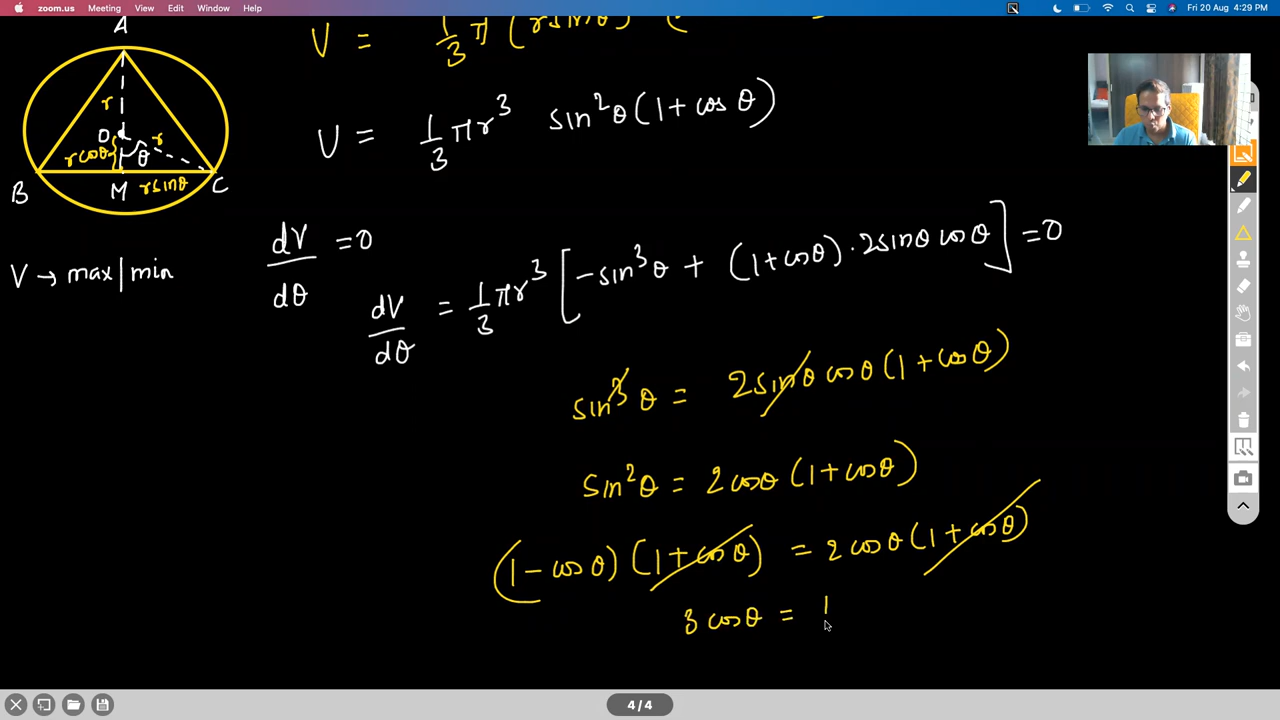 zoom.us Meeting View Edit Window Help
Fri 20 Aug 4:29 PM
V = 1/3 π (r sinθ)
V = 1/3 πr³ sin²θ(1+cosθ)
A
r
O
r
r cosθ
θ
B
M
r sinθ
C
V → max/min
dV/dθ = 0
dV/dθ = 1/3 πr³ [-sin³θ + (1+cosθ)·2sinθ cosθ] = 0
sin³θ = 2sinθ cosθ(1+cosθ)
sin²θ = 2cosθ(1+cosθ)
(1-cosθ)(1+cosθ) = 2cosθ(1+cosθ)
3cosθ = 1
4/4